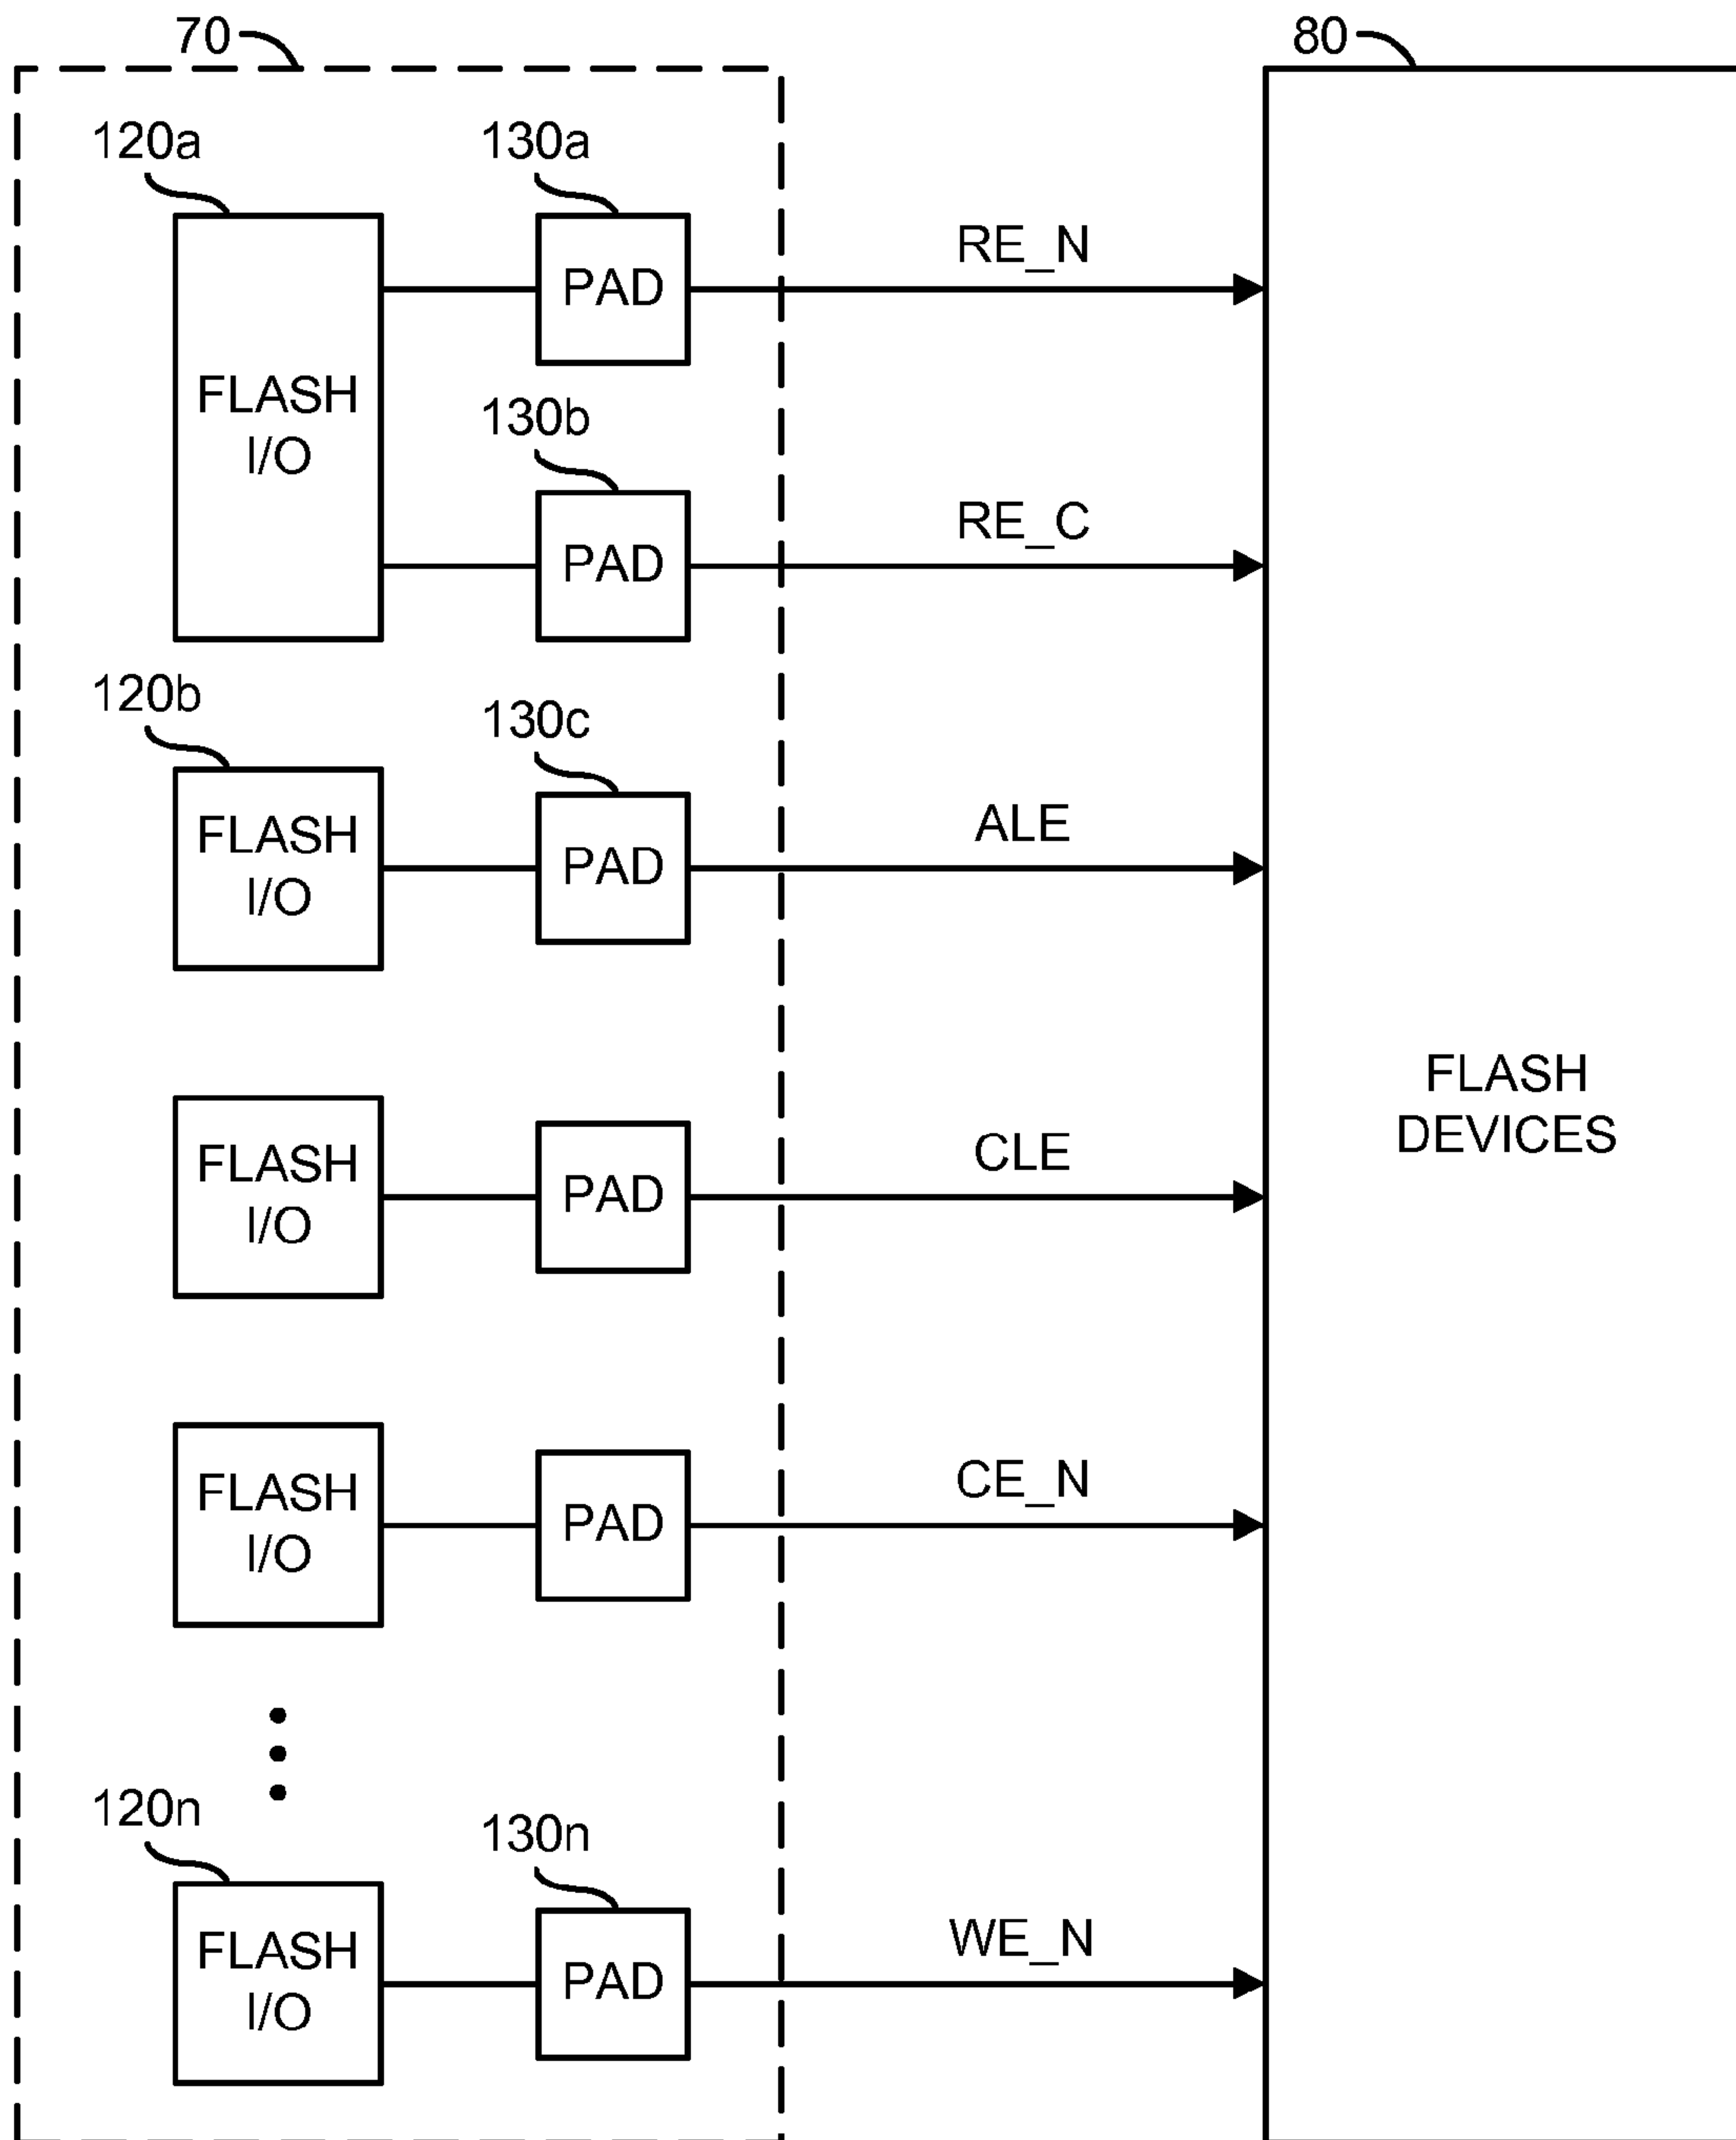 70
80
120a
130a
RE_N
PAD
FLASH
I/O
130b
RE_C
PAD
120b
130c
ALE
FLASH
I/O
PAD
FLASH
DEVICES
CLE
FLASH
I/O
PAD
CE_N
FLASH
I/O
PAD
120n
130n
WE_N
FLASH
I/O
PAD